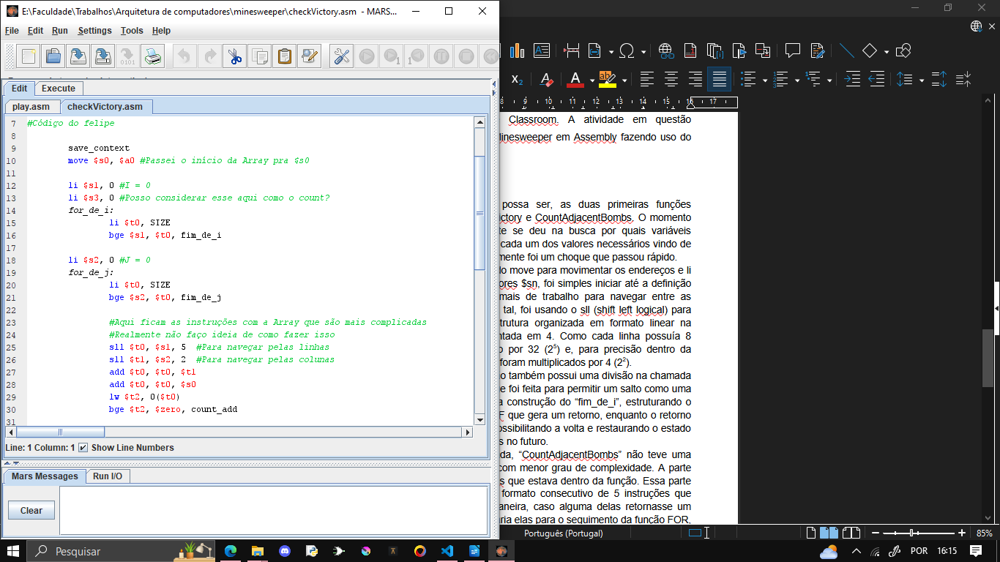 E:\Faculdade\Trabalhos\Arquitetura de computadores\minesweeper\checkVictory.asm - MARS...
File Edit Run Settings Tools Help
Edit Execute
play.asm checkVictory.asm
7 #Código do felipe
8
9 save_context
10 move $s0, $a0 #Passei o início da Array pra $s0
11
12 li $s1, 0 #I = 0
13 li $s3, 0 #Posso considerar esse aqui como o count?
14 for_de_i:
15 li $t0, SIZE
16 bge $s1, $t0, fim_de_i
17
18 li $s2, 0 #J = 0
19 for_de_j:
20 li $t0, SIZE
21 bge $s2, $t0, fim_de_j
22
23 #Aqui ficam as instruções com a Array que são mais complicadas
24 #Realmente não faço ideia de como fazer isso
25 sll $t0, $s1, 5 #Para navegar pelas linhas
26 sll $t1, $s2, 2 #Para navegar pelas colunas
27 add $t0, $t0, $t1
28 add $t0, $t0, $s0
29 lw $t2, 0($t0)
30 bge $t2, $zero, count_add
31
Line: 1 Column: 1 Show Line Numbers
Mars Messages Run I/O
Clear
8 9 10 11 12 13 14 15 16 17
Classroom. A atividade em questão
linesweeper em Assembly fazendo uso do
possa ser, as duas primeiras funções
ctory e CountAdjacentBombs. O momento
te se deu na busca por quais variáveis
cada um dos valores necessários vindo de
mente foi um choque que passou rápido.
lo move para movimentar os endereços e li
ores $sn, foi simples iniciar até a definição
mais de trabalho para navegar entre as
tal, foi usando o sll (shift left logical) para
trutura organizada em formato linear na
ntada em 4. Como cada linha possuía 8
o por 32 (2⁵) e, para precisão dentro da
foram multiplicados por 4 (2²).
o também possui uma divisão na chamada
e foi feita para permitir um salto como uma
a construção do “fim_de_i”, estruturando o
F que gera um retorno, enquanto o retorno
ossibilitando a volta e restaurando o estado
s no futuro.
da, “CountAdjacentBombs” não teve uma
com menor grau de complexidade. A parte
s que estava dentro da função. Essa parte
formato consecutivo de 5 instruções que
aneira, caso alguma delas retornasse um
ria elas para o seguimento da função FOR,
Português (Portugal) 85%
Pesquisar POR 16:15